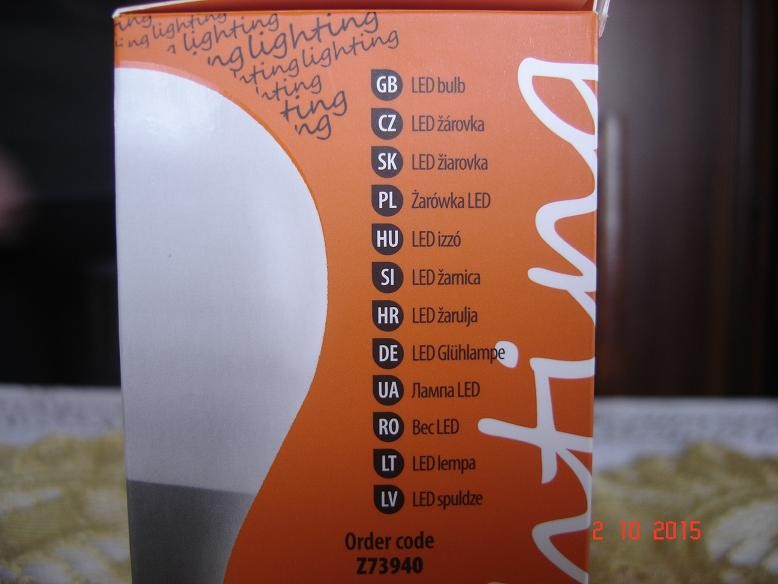 lighting
lighting
lighting
lighting
GB LED bulb
CZ LED žárovka
SK LED žiarovka
PL Żarówka LED
HU LED izzó
SI LED žarnica
HR LED žarulja
DE LED Glühlampe
UA Лампа LED
RO Bec LED
LT LED lempa
LV LED spuldze
Order code
Z73940
ting
2 10 2015